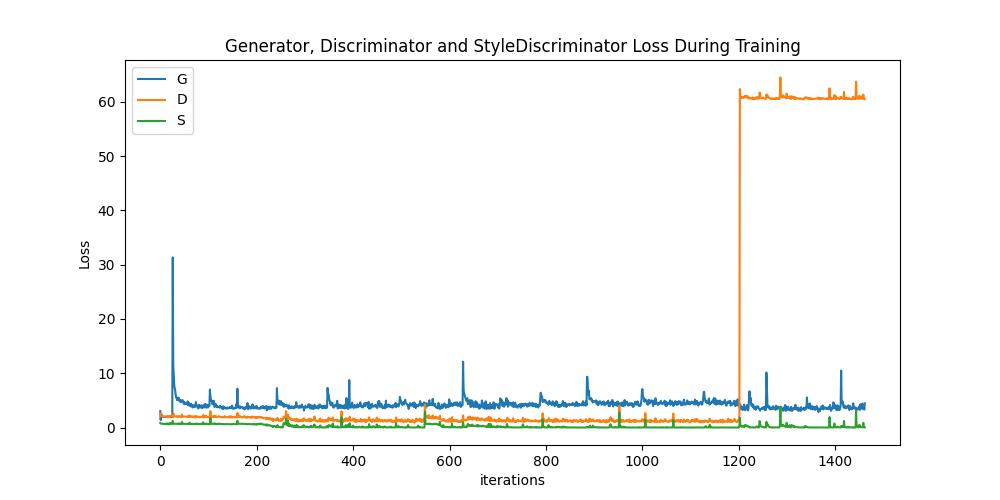 Generator, Discriminator and StyleDiscriminator Loss During Training
G
D
S
60
50
40
30
20
10
0
Loss
0 200 400 600 800 1000 1200 1400
iterations